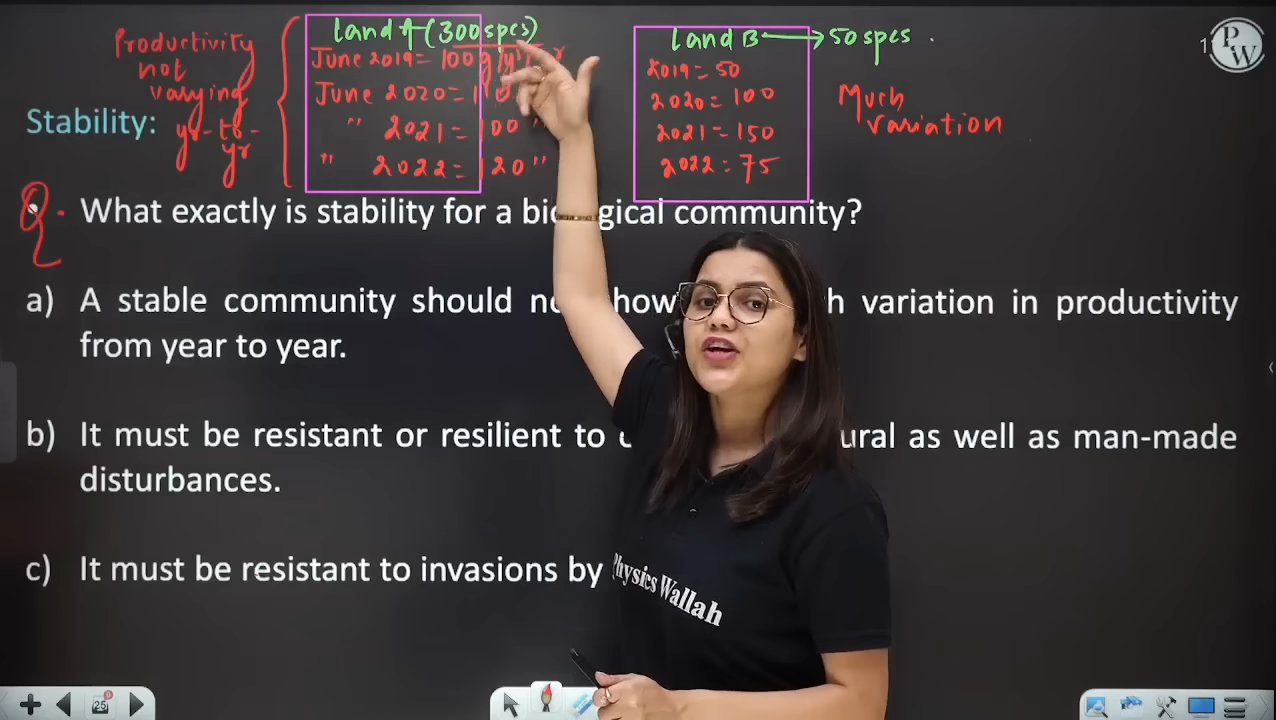 Productivity
not
varying
yr-to-
yr
Land A (300 spcs)
June 2019 = 100 g/
June 2020 =
" 2021 = 100 "
" 2022 = 120 "
Land B → 50 spcs
2019 = 50
2020 = 100
2021 = 150
2022 = 75
Much
variation
PW
Stability:
Q. What exactly is stability for a bi gical community?
a) A stable community should variation in productivity
from year to year.
b) It must be resistant or resilient to as well as man-made
disturbances.
c) It must be resistant to invasions by
Physics Wallah
25